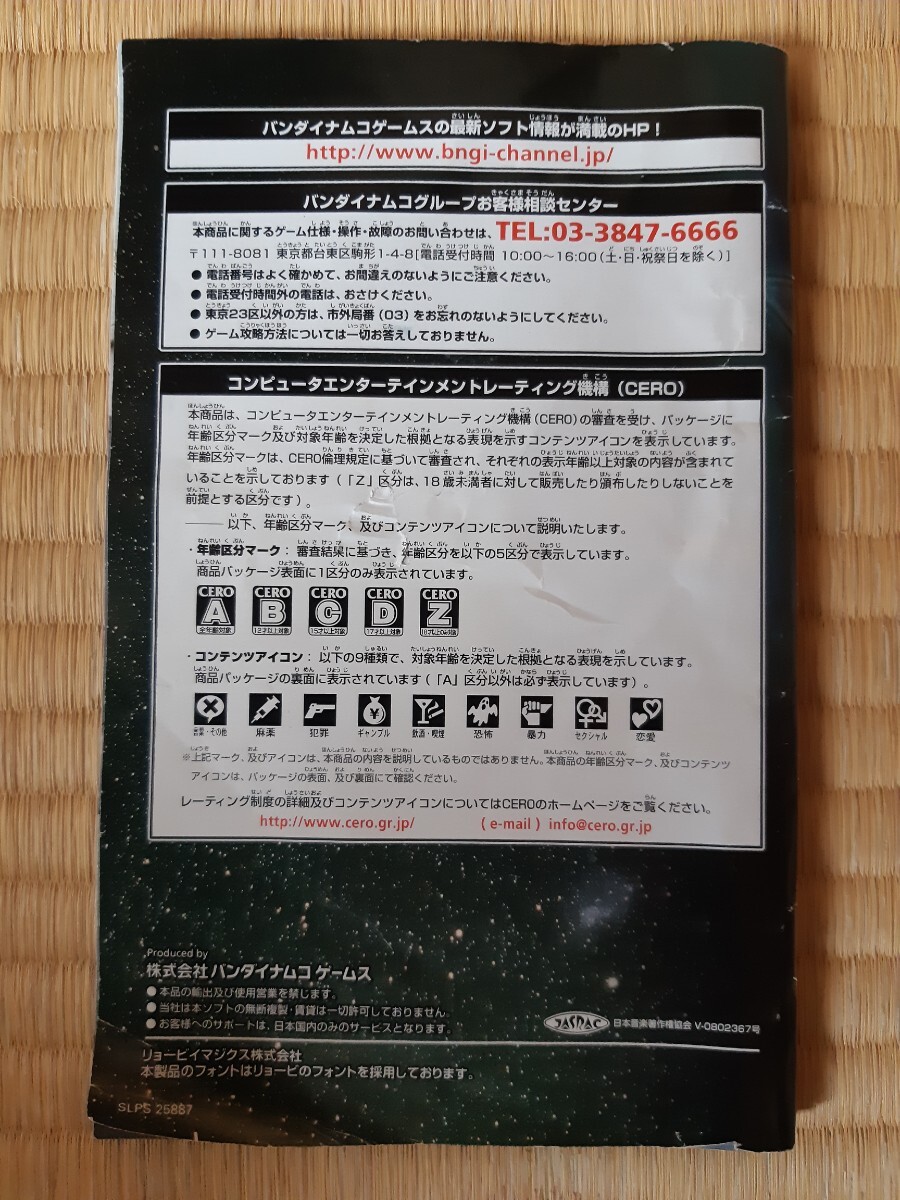 バンダイナムコゲームスの最新ソフト情報が満載のHP！
http://www.bngi-channel.jp/
バンダイナムコグループお客様相談センター
本商品に関するゲーム仕様・操作・故障のお問い合わせは、TEL:03-3847-6666
〒111-8081 東京都台東区駒形1-4-8[電話受付時間 10:00～16:00(土・日・祝祭日を除く)]
●電話番号はよく確かめて、お間違えのないようにご注意ください。
●電話受付時間外の電話は、おさけください。
●東京23区以外の方は、市外局番（03）をお忘れのないようにしてください。
●ゲーム攻略方法については一切お答えしておりません。
コンピュータエンターテインメントレーティング機構（CERO）
本商品は、コンピュータエンターテインメントレーティング機構（CERO）の審査を受け、パッケージに
年齢区分マーク及び対象年齢を決定した根拠となる表現を示すコンテンツアイコンを表示しています。
年齢区分マークは、CERO倫理規定に基づいて審査され、それぞれの表示年齢以上対象の内容が含まれて
いることを示しております（「Z」区分は、18歳未満者に対して販売したり頒布したりしないことを
前提とする区分です）。
―― 以下、年齢区分マーク、及びコンテンツアイコンについて説明いたします。
・年齢区分マーク：審査結果に基づき、年齢区分を以下の5区分で表示しています。
商品パッケージ表面に1区分のみ表示されています。
CERO CERO CERO CERO CERO
A B C D Z
全年齢対象 12才以上対象 15才以上対象 17才以上対象 18才以上のみ対象
・コンテンツアイコン：以下の9種類で、対象年齢を決定した根拠となる表現を示しています。
商品パッケージの裏面に表示されています（「A」区分以外は必ず表示しています）。
言葉・その他 麻薬 犯罪 ギャンブル 飲酒・喫煙 恐怖 暴力 セクシャル 恋愛
※上記マーク、及びアイコンは、本商品の内容を説明しているものではありません。本商品の年齢区分マーク、及びコンテンツ
アイコンは、パッケージの表面、及び裏面にて確認ください。
レーティング制度の詳細及びコンテンツアイコンについてはCEROのホームページをご覧ください。
http://www.cero.gr.jp/ （e-mail）info@cero.gr.jp
Produced by
株式会社 バンダイナムコ ゲームス
●本品の輸出及び使用営業を禁じます。
●当社は本ソフトの無断複製・賃貸は一切許可しておりません。
●お客様へのサポートは、日本国内のみのサービスとなります。
JASRAC 日本音楽著作権協会 V-0802367号
リョービイマジクス株式会社
本製品のフォントはリョービのフォントを採用しております。
SLPS 25887